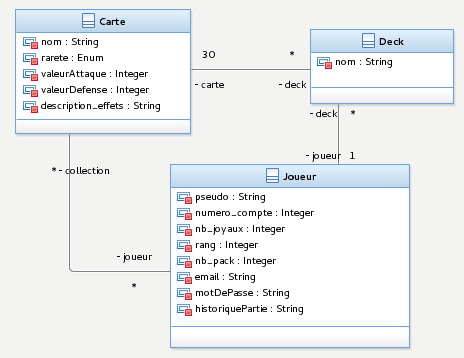 Carte
nom : String
rarete : Enum
valeurAttaque : Integer
valeurDefense : Integer
description_effets : String
30
*
- carte
- deck
Deck
nom : String
- deck
*
- joueur
1
* - collection
- joueur
*
Joueur
pseudo : String
numero_compte : Integer
nb_joyaux : Integer
rang : Integer
nb_pack : Integer
email : String
motDePasse : String
historiquePartie : String